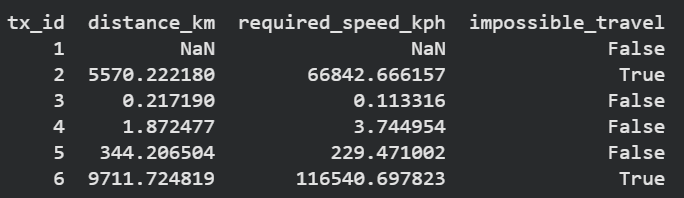 tx_id distance_km required_speed_kph impossible_travel
1 NaN NaN False
2 5570.222180 66842.666157 True
3 0.217190 0.113316 False
4 1.872477 3.744954 False
5 344.206504 229.471002 False
6 9711.724819 116540.697823 True